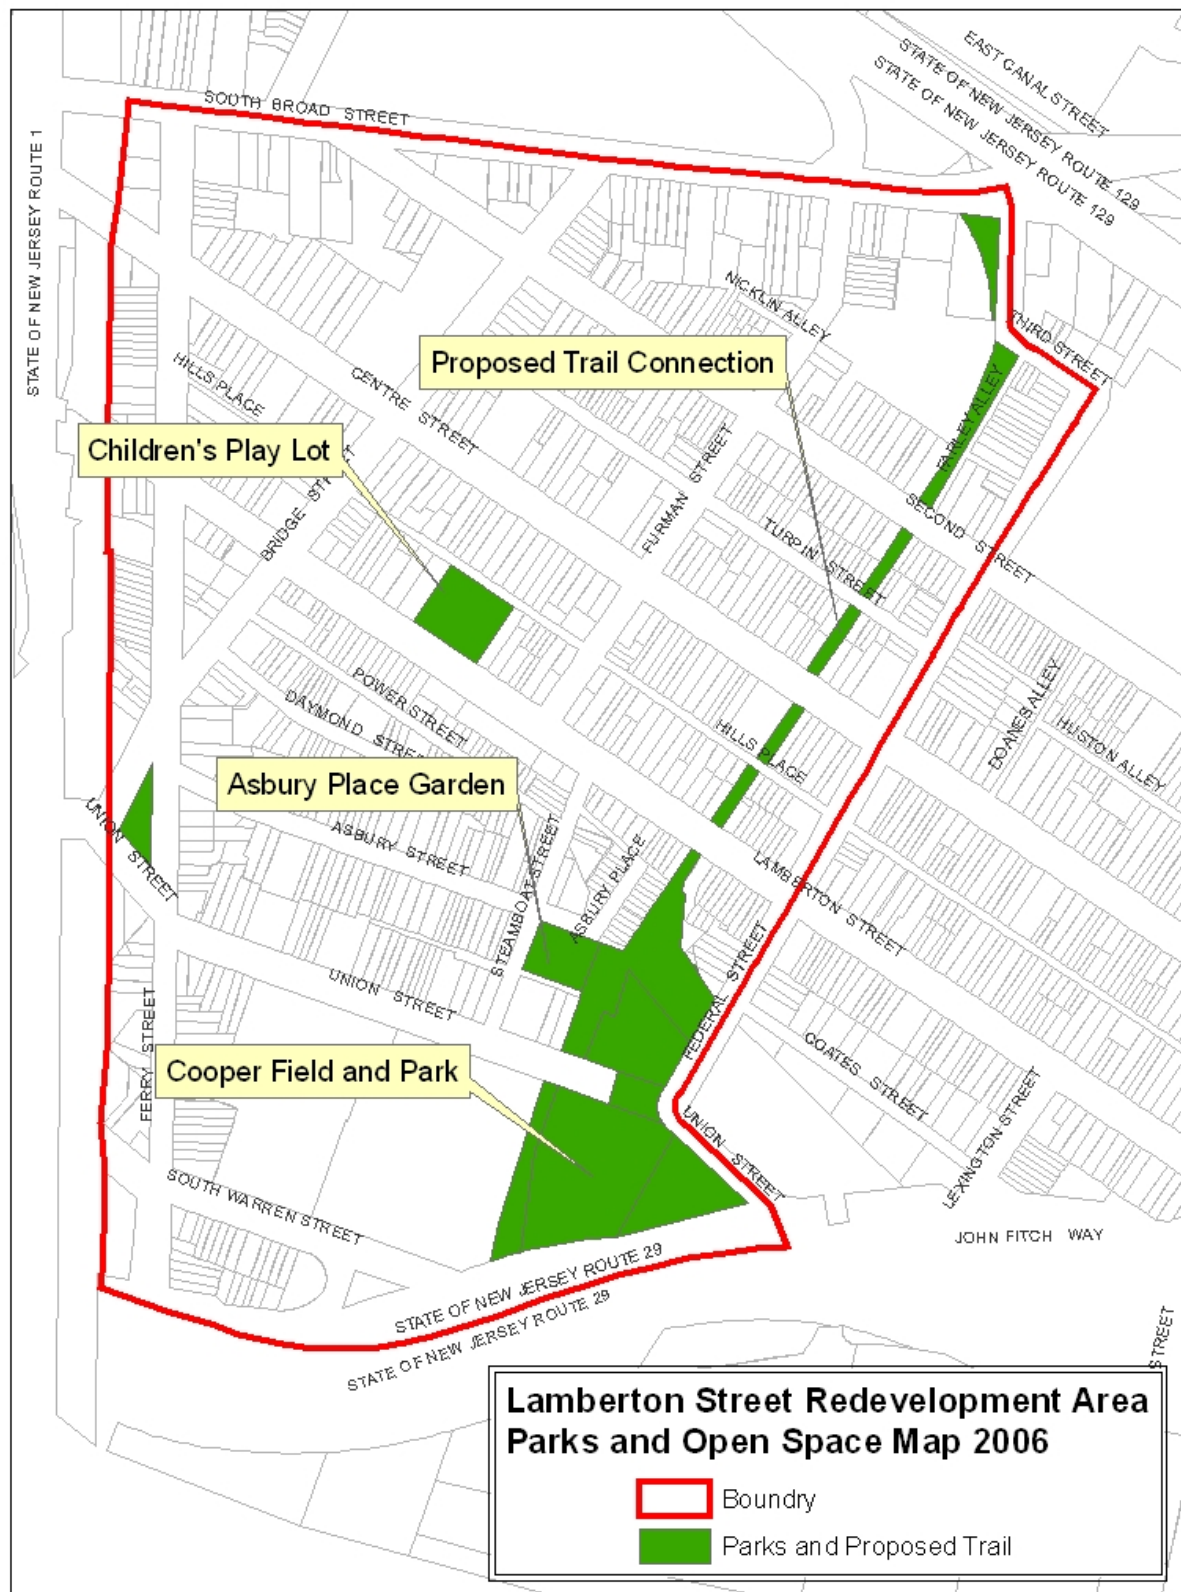 EAST CANAL STREET
STATE OF NEW JERSEY ROUTE 129
STATE OF NEW JERSEY ROUTE 129
SOUTH BROAD STREET
STATE OF NEW JERSEY ROUTE 1
NICKLIN ALLEY
THIRD STREET
Proposed Trail Connection
HILLS PLACE
CENTRE STREET
FARLEY ALLEY
Children's Play Lot
BRIDGE
FURMAN STREET
SECOND STREET
TURPIN STREET
POWER STREET
DAYMOND
HILLS PLACE
DOANES ALLEY
HUSTON ALLEY
Asbury Place Garden
UNION STREET
ASBURY STREET
STEAMBOAT STREET
ASBURY PLACE
LAMBERTON STREET
UNION STREET
FEDERAL STREET
FERRY STREET
COATES STREET
Cooper Field and Park
UNION STREET
LEXINGTON STREET
SOUTH WARREN STREET
JOHN FITCH WAY
STATE OF NEW JERSEY ROUTE 29
STATE OF NEW JERSEY ROUTE 29
STREET
Lamberton Street Redevelopment Area
Parks and Open Space Map 2006
Boundry
Parks and Proposed Trail